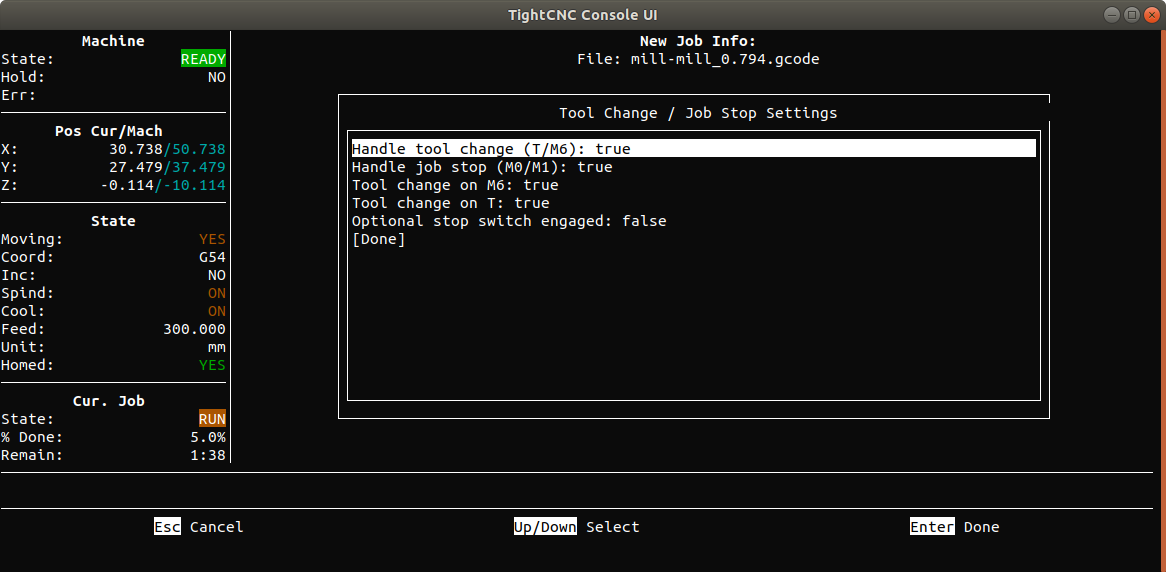 TightCNC Console UI
Machine
State: READY
Hold: NO
Err:
Pos Cur/Mach
X: 30.738/50.738
Y: 27.479/37.479
Z: -0.114/-10.114
State
Moving: YES
Coord: G54
Inc: NO
Spind: ON
Cool: ON
Feed: 300.000
Unit: mm
Homed: YES
Cur. Job
State: RUN
% Done: 5.0%
Remain: 1:38
New Job Info:
File: mill-mill_0.794.gcode
Tool Change / Job Stop Settings
Handle tool change (T/M6): true
Handle job stop (M0/M1): true
Tool change on M6: true
Tool change on T: true
Optional stop switch engaged: false
[Done]
Esc Cancel Up/Down Select Enter Done